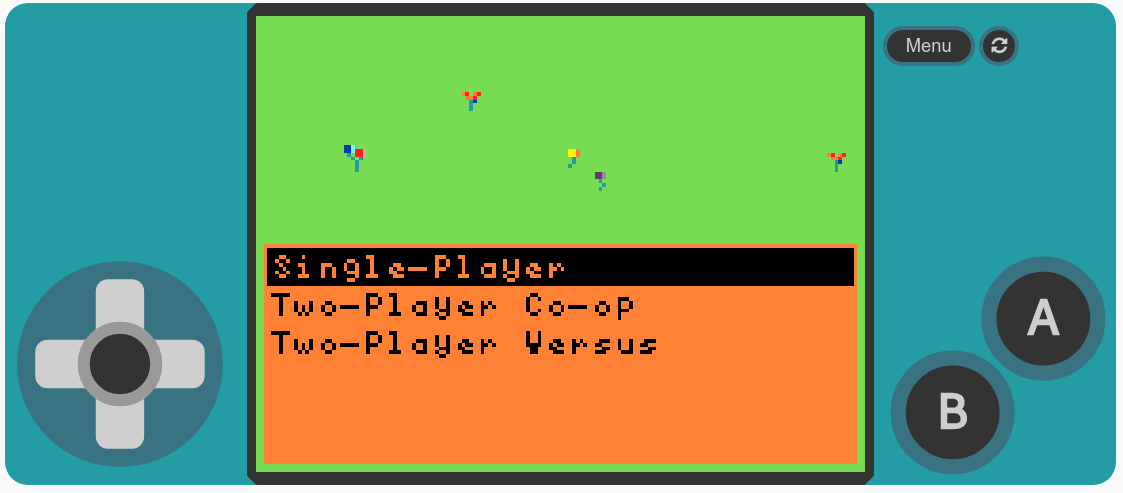 Menu
Single-Player
Two-Player Co-op
Two-Player Versus
A
B